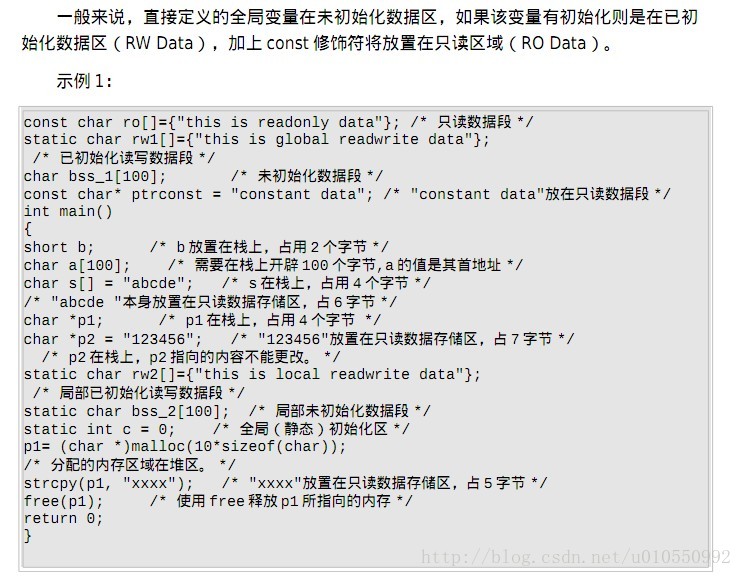 一般来说，直接定义的全局变量在未初始化数据区，如果该变量有初始化则是在已初
始化数据区（RW Data），加上 const 修饰符将放置在只读区域（RO Data）。
示例 1：
const char ro[]={"this is readonly data"}; /* 只读数据段 */
static char rw1[]={"this is global readwrite data"};
/* 已初始化读写数据段 */
char bss_1[100]; /* 未初始化数据段 */
const char* ptrconst = "constant data"; /* "constant data"放在只读数据段 */
int main()
{
short b; /* b 放置在栈上，占用 2 个字节 */
char a[100]; /* 需要在栈上开辟 100 个字节,a 的值是其首地址 */
char s[] = "abcde"; /* s 在栈上，占用 4 个字节 */
/* "abcde "本身放置在只读数据存储区，占 6 字节 */
char *p1; /* p1 在栈上，占用 4 个字节 */
char *p2 = "123456"; /* "123456"放置在只读数据存储区，占 7 字节 */
/* p2 在栈上，p2 指向的内容不能更改。 */
static char rw2[]={"this is local readwrite data"};
/* 局部已初始化读写数据段 */
static char bss_2[100]; /* 局部未初始化数据段 */
static int c = 0; /* 全局（静态）初始化区 */
p1= (char *)malloc(10*sizeof(char));
/* 分配的内存区域在堆区。 */
strcpy(p1, "xxxx"); /* "xxxx"放置在只读数据存储区，占 5 字节 */
free(p1); /* 使用 free 释放 p1 所指向的内存 */
return 0;
}
http://blog.csdn.net/u010550992